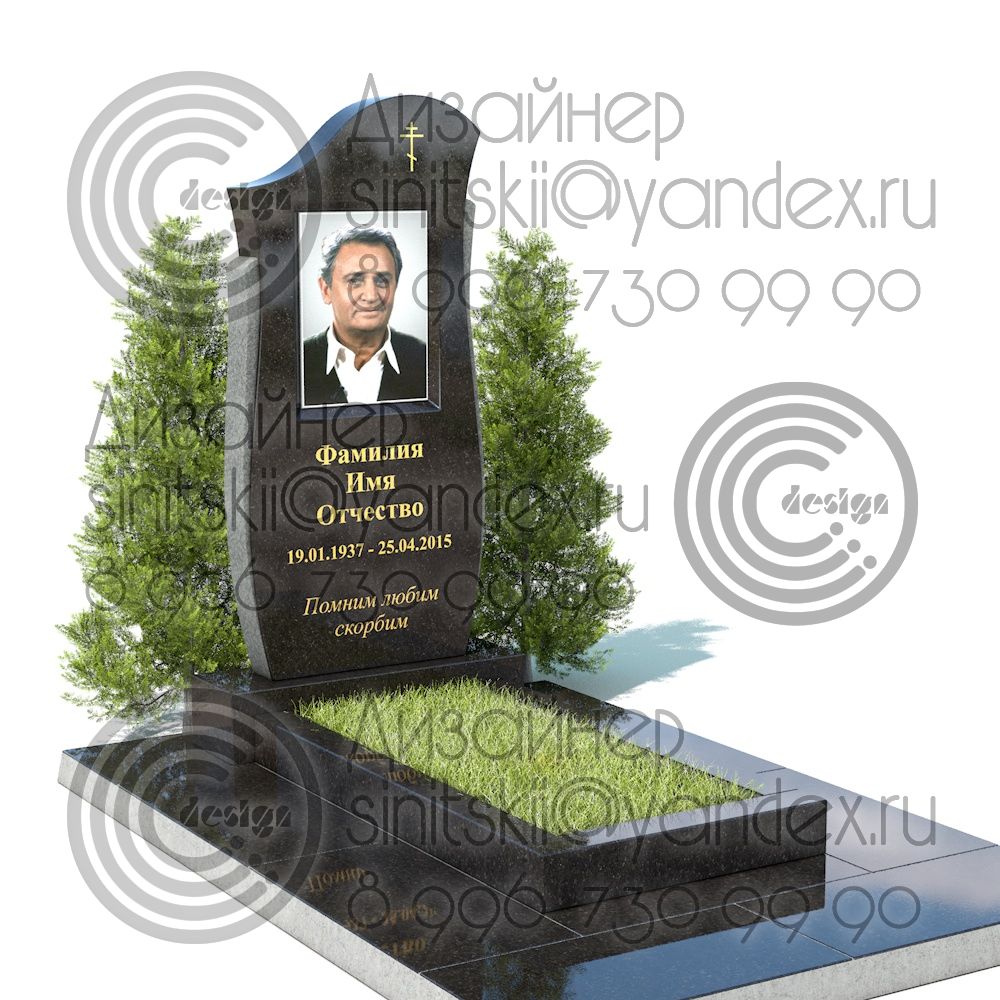 Дизайнер
sinitskii@yandex.ru
8 996 730 99 90
design
Фамилия
Имя
Отчество
19.01.1937 - 25.04.2015
Помним любим
скорбим
Дизайнер
sinitskii@yandex.ru
8 996 730 99 90
design
Дизайнер
sinitskii@yandex.ru
8 996 730 99 90
design